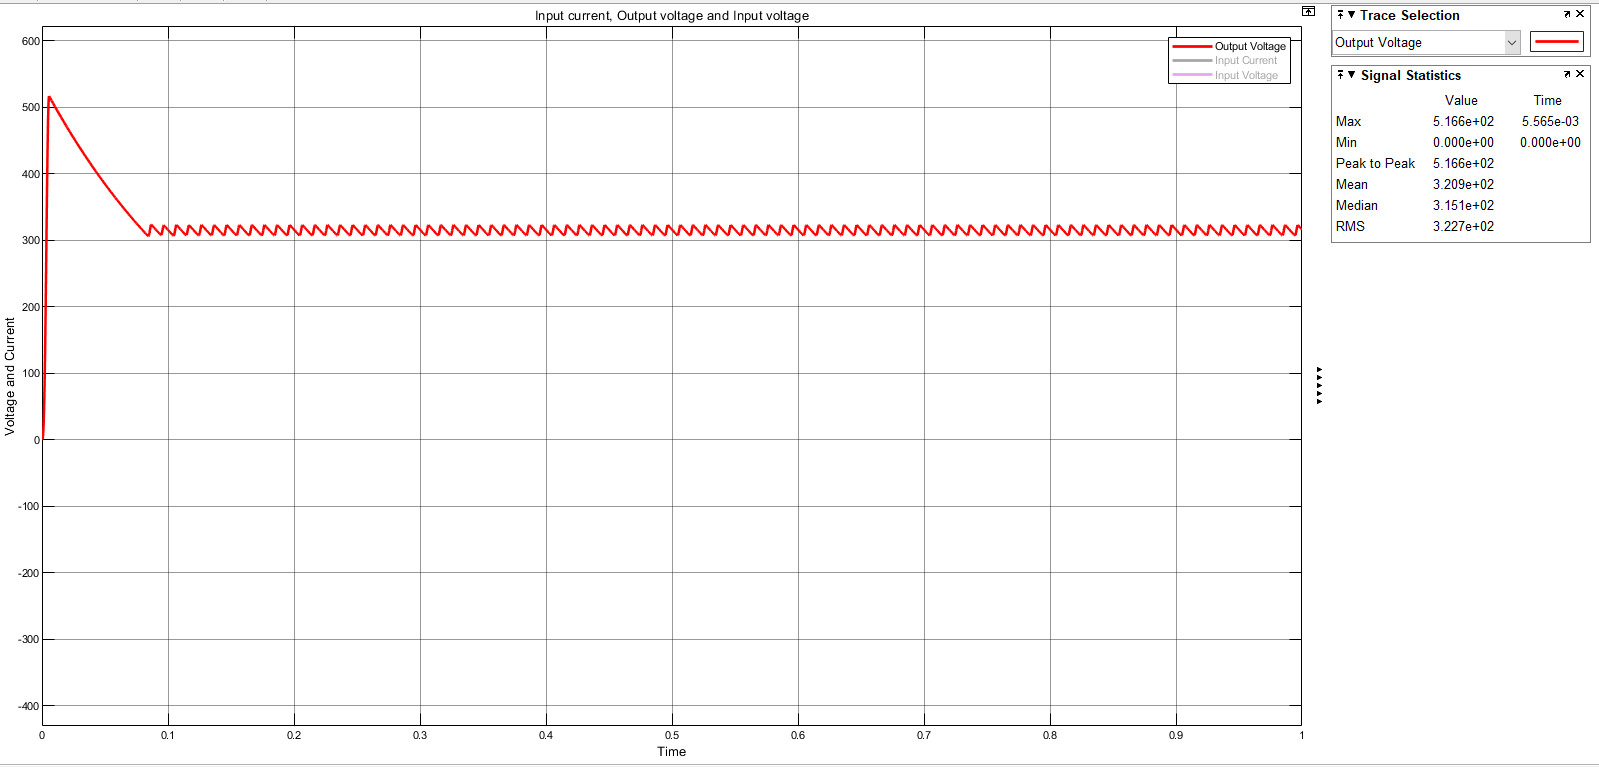 Input current, Output voltage and Input voltage
Output Voltage
Input Current
Input Voltage
600
500
400
300
200
100
0
-100
-200
-300
-400
Voltage and Current
0 0.1 0.2 0.3 0.4 0.5 0.6 0.7 0.8 0.9 1
Time
Trace Selection
Output Voltage
Signal Statistics
Value Time
Max 5.166e+02 5.565e-03
Min 0.000e+00 0.000e+00
Peak to Peak 5.166e+02
Mean 3.209e+02
Median 3.151e+02
RMS 3.227e+02